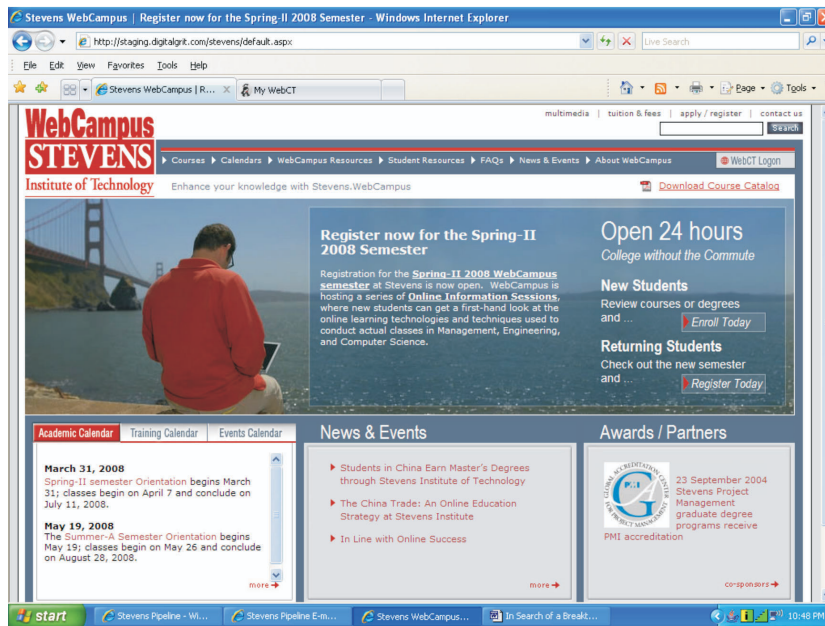 Stevens WebCampus | Register now for the Spring-II 2008 Semester - Windows Internet Explorer
http://staging.digitalgrit.com/stevens/default.aspx
Live Search
File Edit View Favorites Tools Help
Stevens WebCampus | R...
My WebCT
Page
Tools
multimedia | tuition & fees | apply / register | contact us
WebCampus
Search
STEVENS
Courses Calendars WebCampus Resources Student Resources FAQs News & Events About WebCampus
WebCT Logon
Institute of Technology
Enhance your knowledge with Stevens.WebCampus
Download Course Catalog
Register now for the Spring-II
2008 Semester
Registration for the Spring-II 2008 WebCampus
semester at Stevens is now open. WebCampus is
hosting a series of Online Information Sessions,
where new students can get a first-hand look at the
online learning technologies and techniques used to
conduct actual classes in Management, Engineering,
and Computer Science.
Open 24 hours
College without the Commute
New Students
Review courses or degrees
and ...
Enroll Today
Returning Students
Check out the new semester
and ...
Register Today
Academic Calendar
Training Calendar
Events Calendar
March 31, 2008
Spring-II semester Orientation begins March
31; classes begin on April 7 and conclude on
July 11, 2008.
May 19, 2008
The Summer-A Semester Orientation begins
May 19; classes begin on May 26 and conclude
on August 28, 2008.
more
News & Events
Students in China Earn Master's Degrees
through Stevens Institute of Technology
The China Trade: An Online Education
Strategy at Stevens Institute
In Line with Online Success
more
Awards / Partners
GLOBAL ACCREDITATION CENTER
PMI
FOR PROJECT MANAGEMENT
23 September 2004
Stevens Project
Management
graduate degree
programs receive
PMI accreditation
co-sponsors
start
Stevens Pipeline - Wi...
Stevens Pipeline E-m...
Stevens WebCampus...
In Search of a Breakt...
10:48 PM